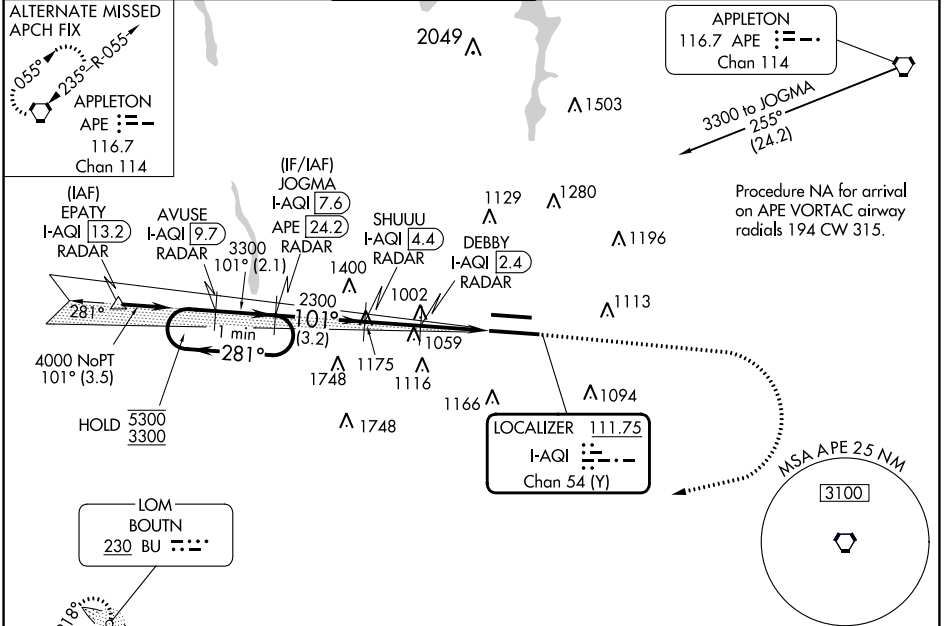 ALTERNATE MISSED
APCH FIX
055°
235°
R-055
APPLETON
APE
116.7
Chan 114
2049
1503
APPLETON
116.7 APE
Chan 114
3300 to JOGMA
255°
(24.2)
Procedure NA for arrival
on APE VORTAC airway
radials 194 CW 315.
(IAF)
EPATY
I-AQI 13.2
RADAR
AVUSE
I-AQI 9.7
RADAR
3300
101° (2.1)
(IF/IAF)
JOGMA
I-AQI 7.6
APE 24.2
RADAR
SHUUU
I-AQI 4.4
RADAR
DEBBY
I-AQI 2.4
RADAR
1129
1280
1196
1400
1002
1113
281°
2300
101°
(3.2)
1 min
281°
1059
4000 NoPT
101° (3.5)
1748
1175
1116
1166
1094
HOLD 5300
3300
1748
LOCALIZER 111.75
I-AQI
Chan 54 (Y)
MSA APE 25 NM
3100
LOM
BOUTN
230 BU